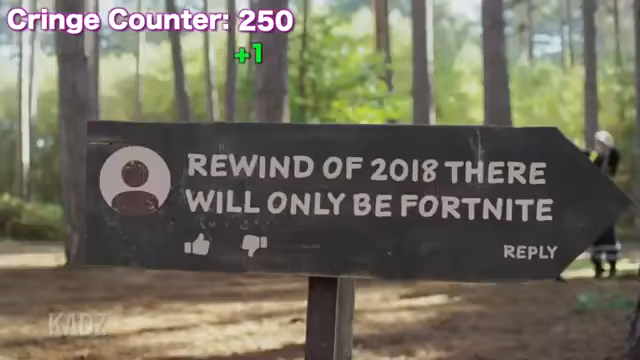 Cringe Counter: 250
+1
REWIND OF 2018 THERE
WILL ONLY BE FORTNITE
REPLY
KADZ